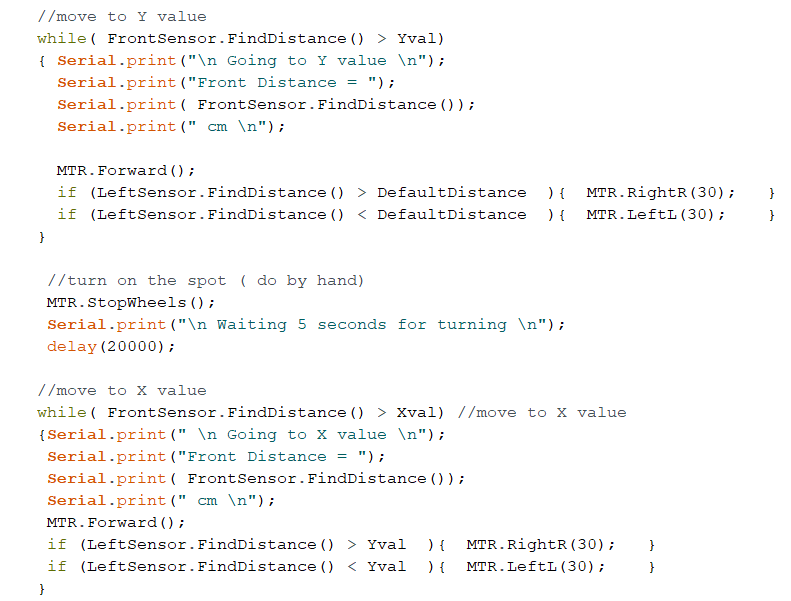 //move to Y value
while( FrontSensor.FindDistance() > Yval)
{ Serial.print("\n Going to Y value \n");
Serial.print("Front Distance = ");
Serial.print( FrontSensor.FindDistance());
Serial.print(" cm \n");
MTR.Forward();
if (LeftSensor.FindDistance() > DefaultDistance ){ MTR.RightR(30); }
if (LeftSensor.FindDistance() < DefaultDistance ){ MTR.LeftL(30); }
}
//turn on the spot ( do by hand)
MTR.StopWheels();
Serial.print("\n Waiting 5 seconds for turning \n");
delay(20000);
//move to X value
while( FrontSensor.FindDistance() > Xval) //move to X value
{Serial.print(" \n Going to X value \n");
Serial.print("Front Distance = ");
Serial.print( FrontSensor.FindDistance());
Serial.print(" cm \n");
MTR.Forward();
if (LeftSensor.FindDistance() > Yval ){ MTR.RightR(30); }
if (LeftSensor.FindDistance() < Yval ){ MTR.LeftL(30); }
}